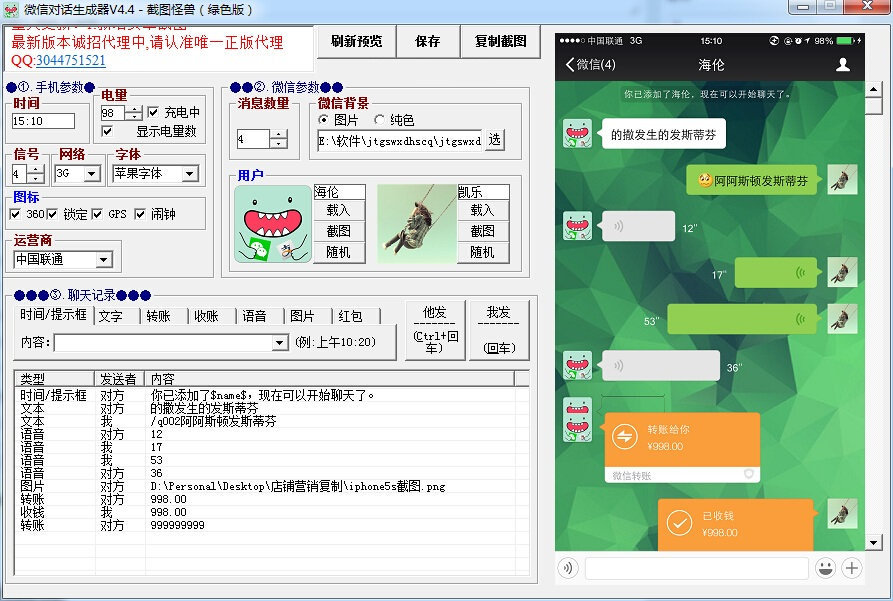 微信对话生成器V4.4 - 截图怪兽 ( 绿色版 )
最新版本诚招代理中,请认准唯一正版代理
QQ:3044751521
刷新预览 保存 复制截图
●①. 手机参数●
时间
15:10
电量
98 充电中
显示电量数
信号 网络 字体
4 3G 苹果字体
图标
360 锁定 GPS 闹钟
运营商
中国联通
●●②. 微信参数●●
消息数量
4
微信背景
图片 纯色
E:\软件\jtgswxdhscq\jtgswxd 选
用户
海伦
载入
截图
随机
凯乐
载入
截图
随机
●●●③. 聊天记录●●●
时间/提示框 文字 转账 收账 语音 图片 红包
内容: (例:上午10:20)
他发
-------
(Ctrl+回
车)
我发
-------
(回车)
类型 发送者 内容
时间/提示框 对方 你已添加了$name$，现在可以开始聊天了。
文本 对方 的撒发生的发斯蒂芬
文本 我 /q002阿阿斯顿发斯蒂芬
语音 对方 12
语音 我 17
语音 我 53
语音 对方 36
图片 对方 D:\Personal\Desktop\店铺营销复制\iphone5s截图.png
转账 对方 998.00
收钱 我 998.00
转账 对方 999999999
中国联通 3G 15:10 98%
微信(4) 海伦
你已添加了海伦，现在可以开始聊天了。
的撒发生的发斯蒂芬
阿阿斯顿发斯蒂芬
12"
17"
53"
36"
转账给你
¥998.00
微信转账
已收钱
¥998.00